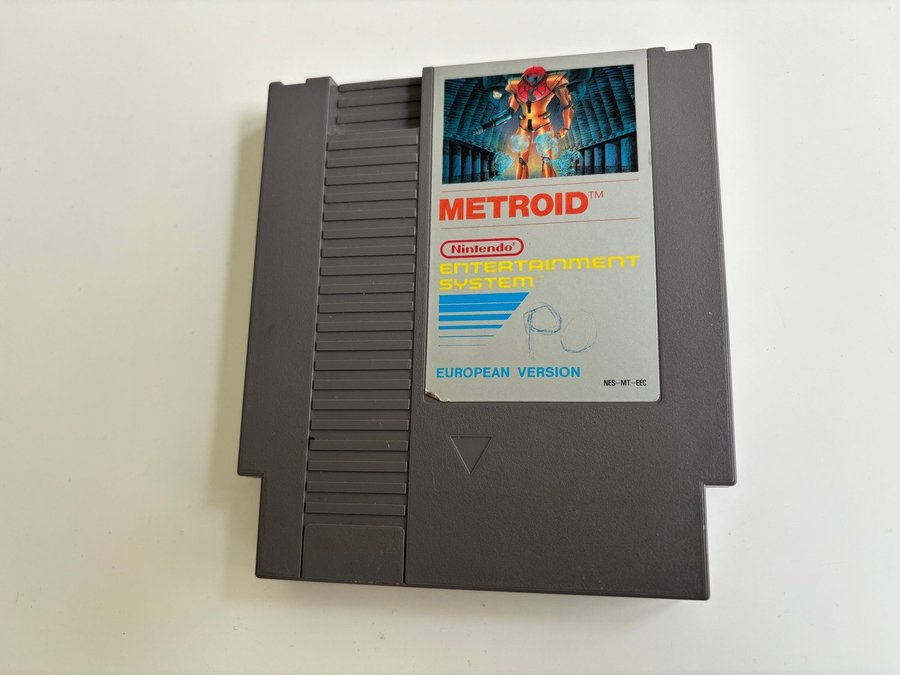 METROID™
Nintendo®
ENTERTAINMENT
SYSTEM
EUROPEAN VERSION
NES-MT-EEC